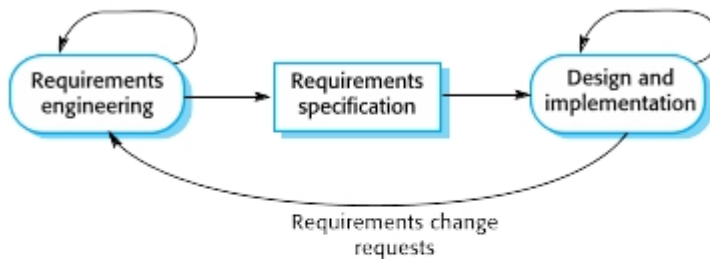 Requirements
engineering
Requirements
specification
Design and
implementation
Requirements change
requests